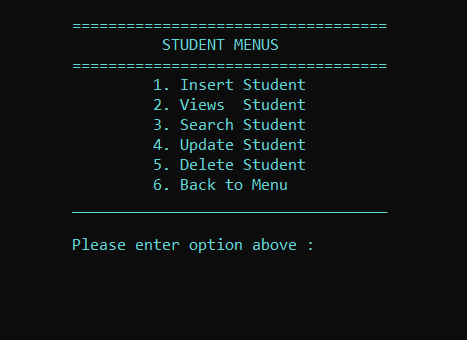 ===================================
STUDENT MENUS
===================================
1. Insert Student
2. Views  Student
3. Search Student
4. Update Student
5. Delete Student
6. Back to Menu
___________________________________
Please enter option above :